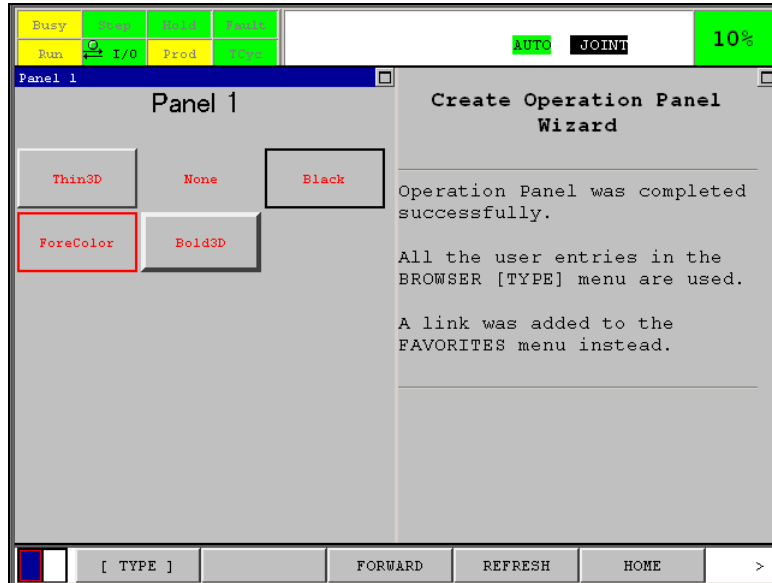 Busy Step Hold Fault
Run I/O Prod TCyc
AUTO JOINT
10%
Panel 1
Panel 1
Thin3D None Black
ForeColor Bold3D
Create Operation Panel
Wizard
Operation Panel was completed
successfully.
All the user entries in the
BROWSER [TYPE] menu are used.
A link was added to the
FAVORITES menu instead.
[ TYPE ] FORWARD REFRESH HOME >